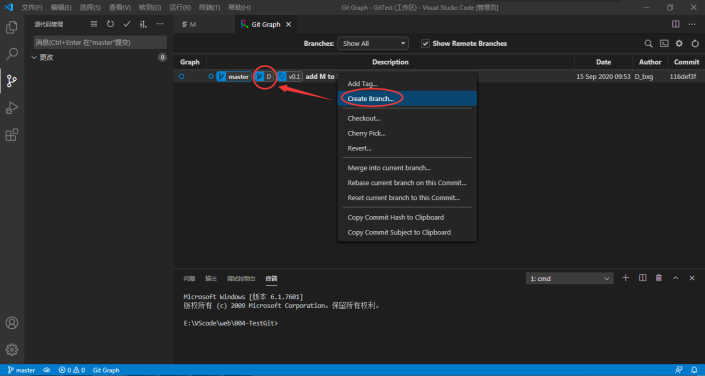 文件(F) 编辑(E) 选择(S) 查看(V) 转到(G) 运行(R) 终端(T) 帮助(H) Git Graph - GitTest (工作区) - Visual Studio Code [管理员]
源代码管理
M
Git Graph
消息(Ctrl+Enter 在"master"提交)
更改
0
Branches: Show All Show Remote Branches
Graph Description Date Author Commit
master D v0.1 add M to 15 Sep 2020 09:53 D_bxg 116def3f
Add Tag...
Create Branch...
Checkout...
Cherry Pick...
Revert...
Merge into current branch...
Rebase current branch on this Commit...
Reset current branch to this Commit...
Copy Commit Hash to Clipboard
Copy Commit Subject to Clipboard
问题 输出 调试控制台 终端 1: cmd
Microsoft Windows [版本 6.1.7601]
版权所有 (c) 2009 Microsoft Corporation。保留所有权利。
E:\VScode\web\004-TestGit>
master 0 0 Git Graph